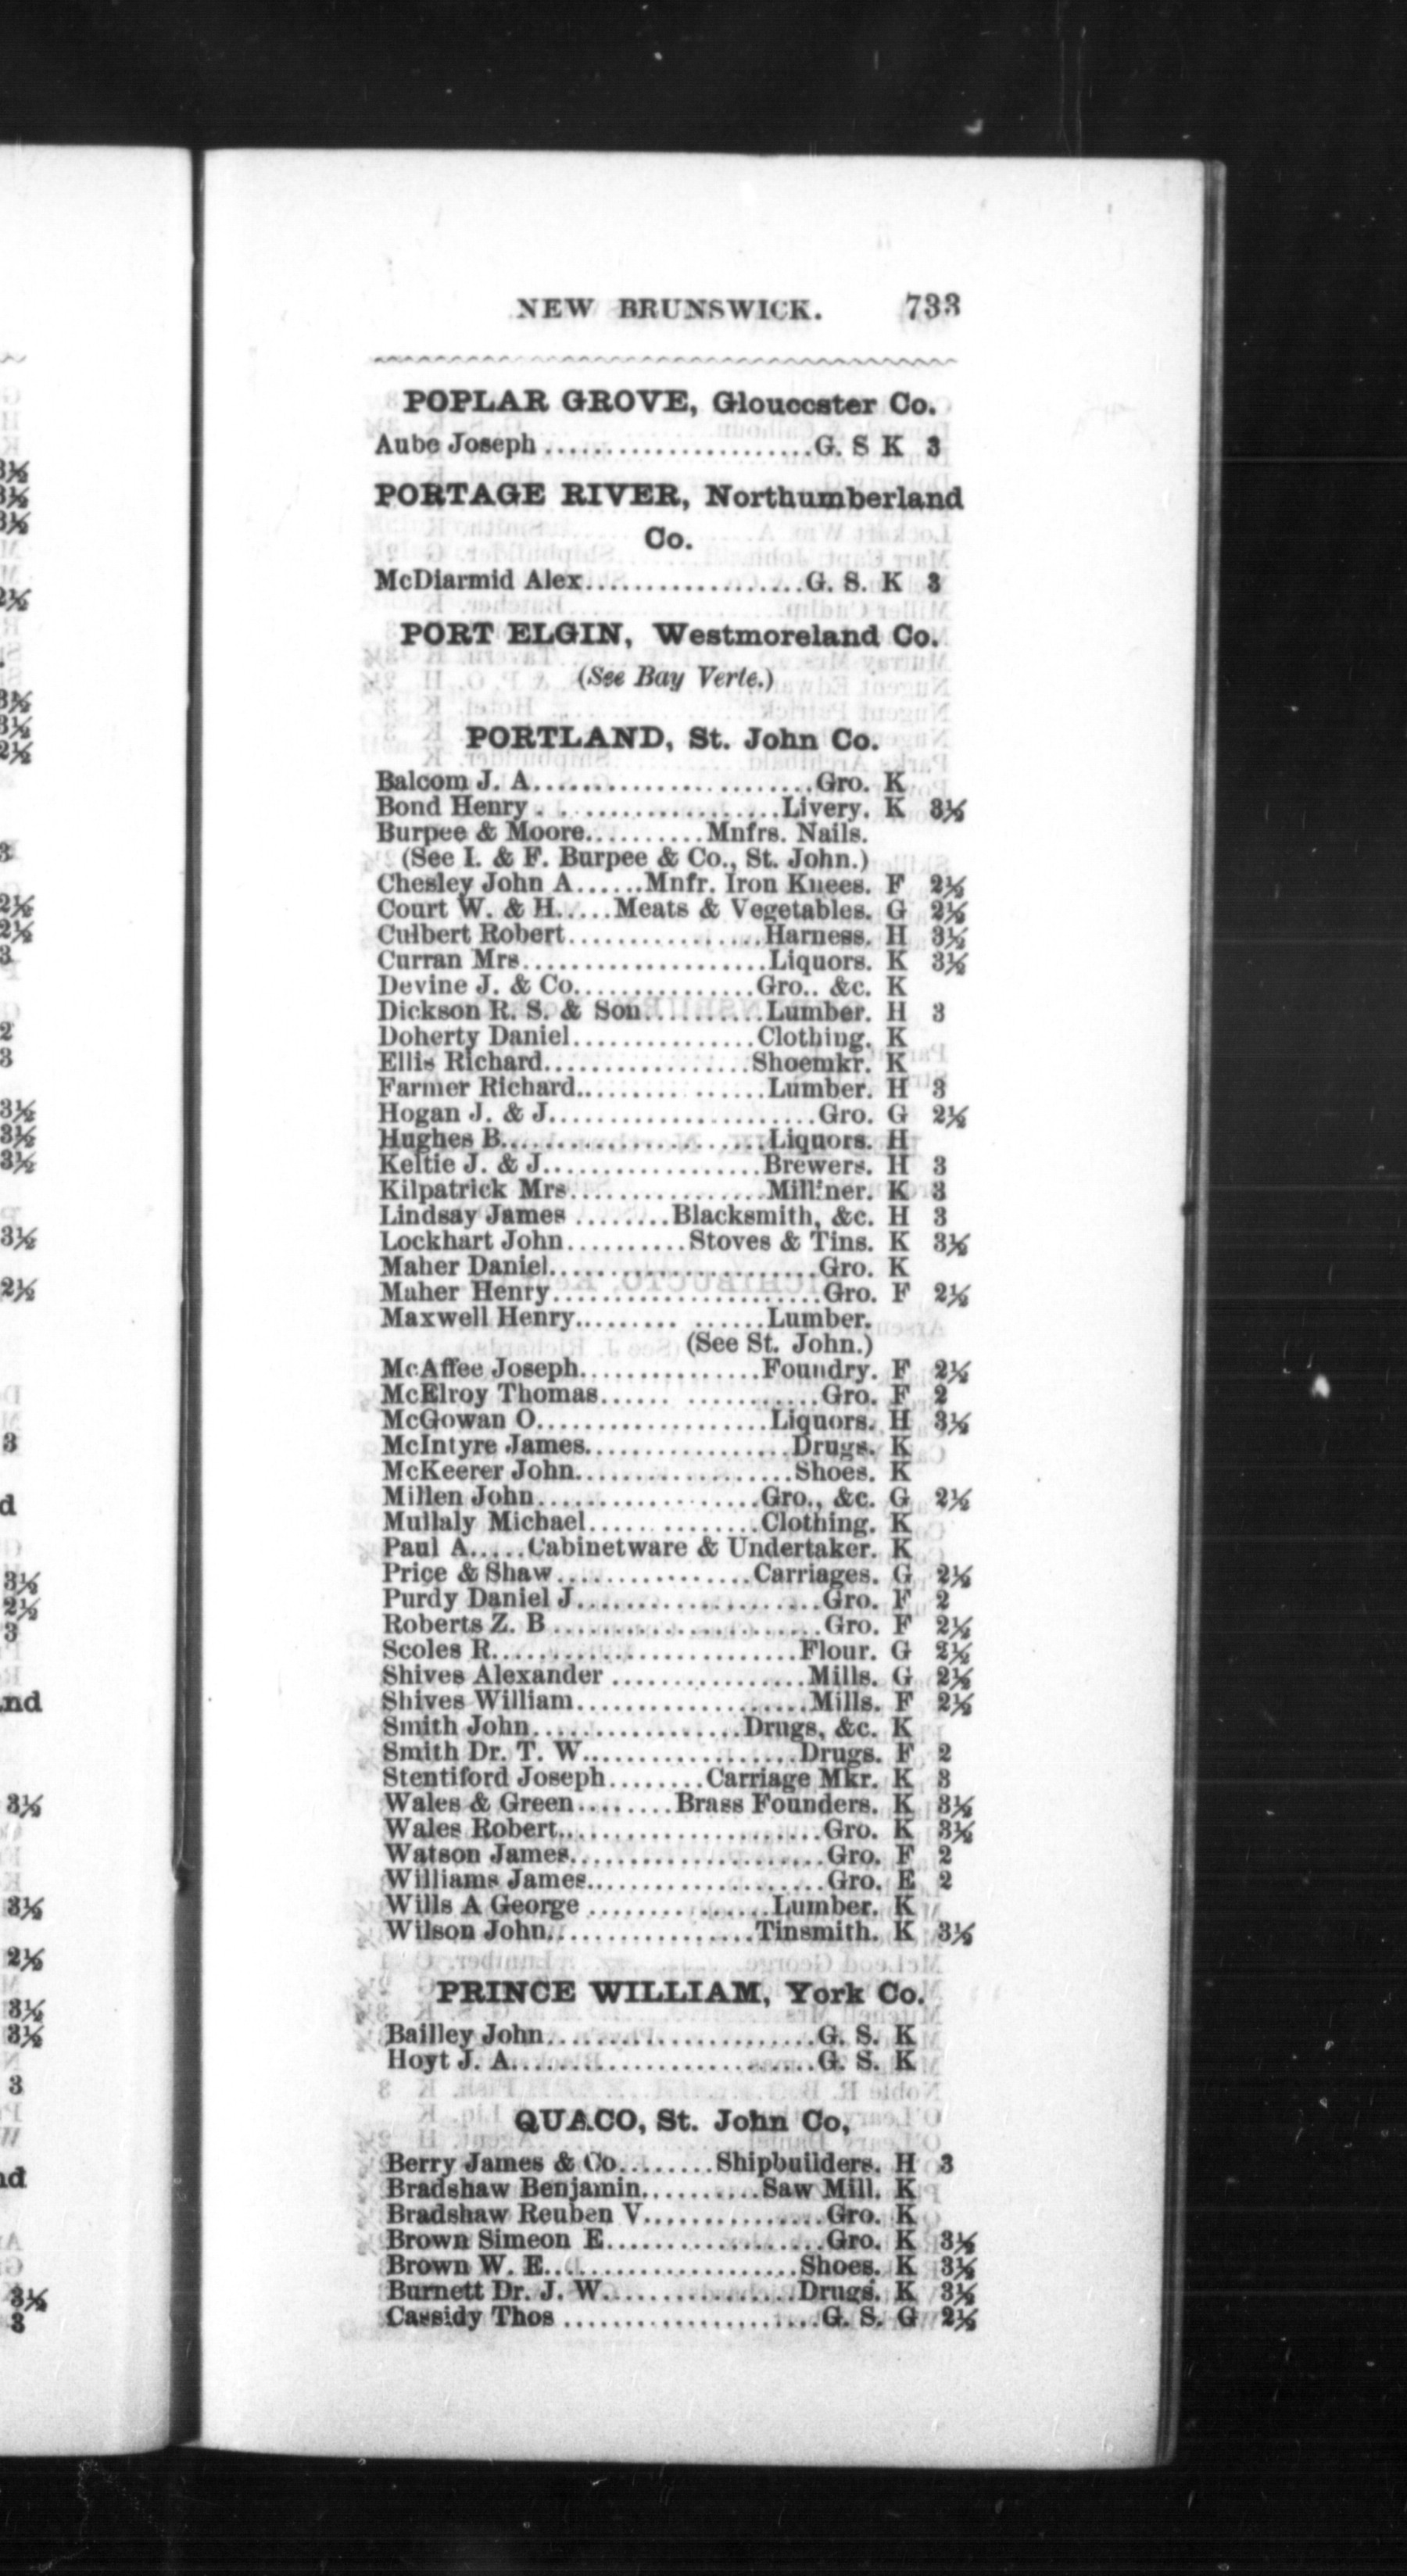 NEW BRUNSWICK. 733
POPLAR GROVE, Gloucester Co.
Aube Joseph......................G. S K 3
PORTAGE RIVER, Northumberland
Co.
McDiarmid Alex..................G. S. K 3
PORT ELGIN, Westmoreland Co.
(See Bay Verte.)
PORTLAND, St. John Co.
Balcom J. A.......................Gro. K
Bond Henry.....................Livery. K 3½
Burpee & Moore..........Mnfrs. Nails.
(See I. & F. Burpee & Co., St. John.)
Chesley John A......Mnfr. Iron Knees. F 2½
Court W. & H.....Meats & Vegetables. G 2½
Culbert Robert................Harness. H 3½
Curran Mrs....................Liquors. K 3½
Devine J. & Co...............Gro.. &c. K
Dickson R. S. & Son..........Lumber. H 3
Doherty Daniel...............Clothing. K
Ellis Richard.................Shoemkr. K
Farmer Richard................Lumber. H 3
Hogan J. & J......................Gro. G 2½
Hughes B......................Liquors. H
Keltie J. & J..................Brewers. H 3
Kilpatrick Mrs................Milliner. K 3
Lindsay James ........Blacksmith, &c. H 3
Lockhart John..........Stoves & Tins. K 3½
Maher Daniel......................Gro. K
Maher Henry......................Gro. F 2½
Maxwell Henry......... ......Lumber.
(See St. John.)
McAffee Joseph...............Foundry. F 2½
McElroy Thomas...... ...........Gro. F 2
McGowan O...................Liquors. H 3½
McIntyre James.................Drugs. K
McKeerer John..................Shoes. K
Millen John..................Gro., &c. G 2½
Mullaly Michael..............Clothing. K
Paul A.....Cabinetware & Undertaker. K
Price & Shaw................Carriages. G 2½
Purdy Daniel J....................Gro. F 2
Roberts Z. B ......................Gro. F 2½
Scoles R.........................Flour. G 2½
Shives Alexander ................Mills. G 2½
Shives William...................Mills. F 2½
Smith John.................Drugs, &c. K
Smith Dr. T. W..................Drugs. F 2
Stentiford Joseph........Carriage Mkr. K 3
Wales & Green........Brass Founders. K 3½
Wales Robert......................Gro. K 3½
Watson James.....................Gro. F 2
Williams James....................Gro. E 2
Wills A George ...............Lumber. K
Wilson John.................Tinsmith. K 3½
PRINCE WILLIAM, York Co.
Bailley John.......................G. S. K
Hoyt J. A.........................G. S. K
QUACO, St. John Co,
Berry James & Co........Shipbuilders. H 3
Bradshaw Benjamin..........Saw Mill. K
Bradshaw Reuben V...............Gro. K
Brown Simeon E..................Gro. K 3½
Brown W. E.....................Shoes. K 3½
Burnett Dr. J. W................Drugs. K 3½
Cassidy Thos .....................G. S. G 2½